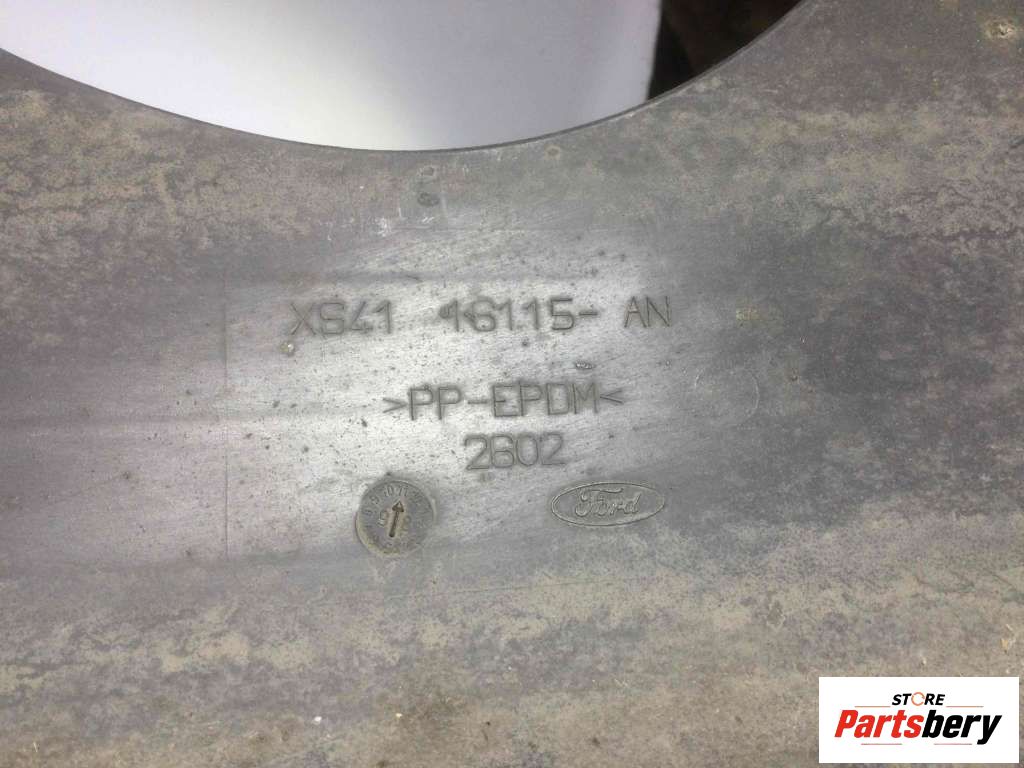 XS41 16115- AN
>PP-EPDM<
2602
Ford
STORE
Partsbery